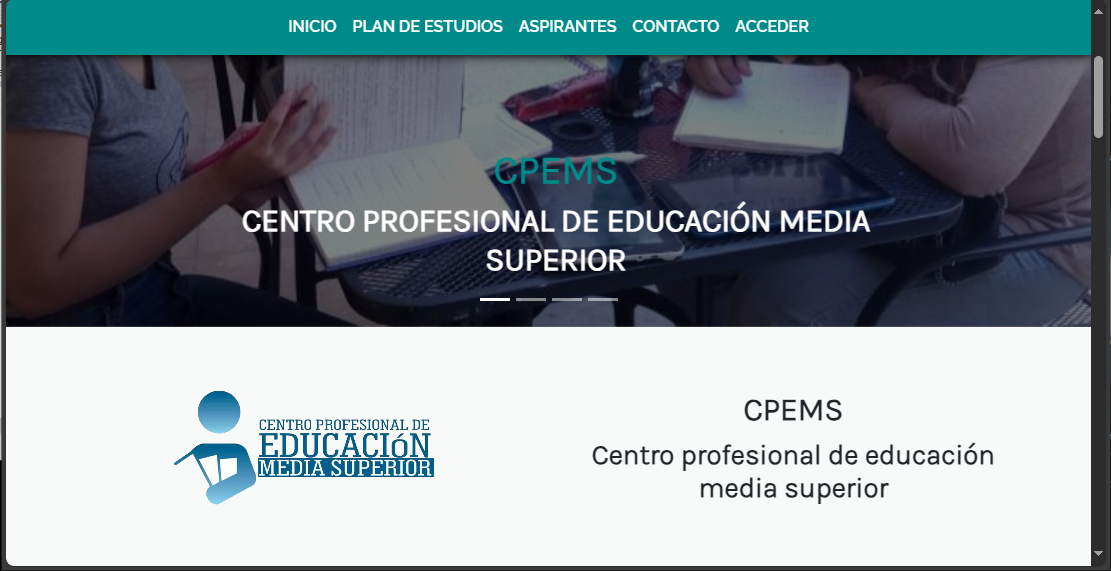 INICIO PLAN DE ESTUDIOS ASPIRANTES CONTACTO ACCEDER
CPEMS
CENTRO PROFESIONAL DE EDUCACIÓN MEDIA
SUPERIOR
CENTRO PROFESIONAL DE
EDUCACIÓN
MEDIA SUPERIOR
CPEMS
Centro profesional de educación
media superior